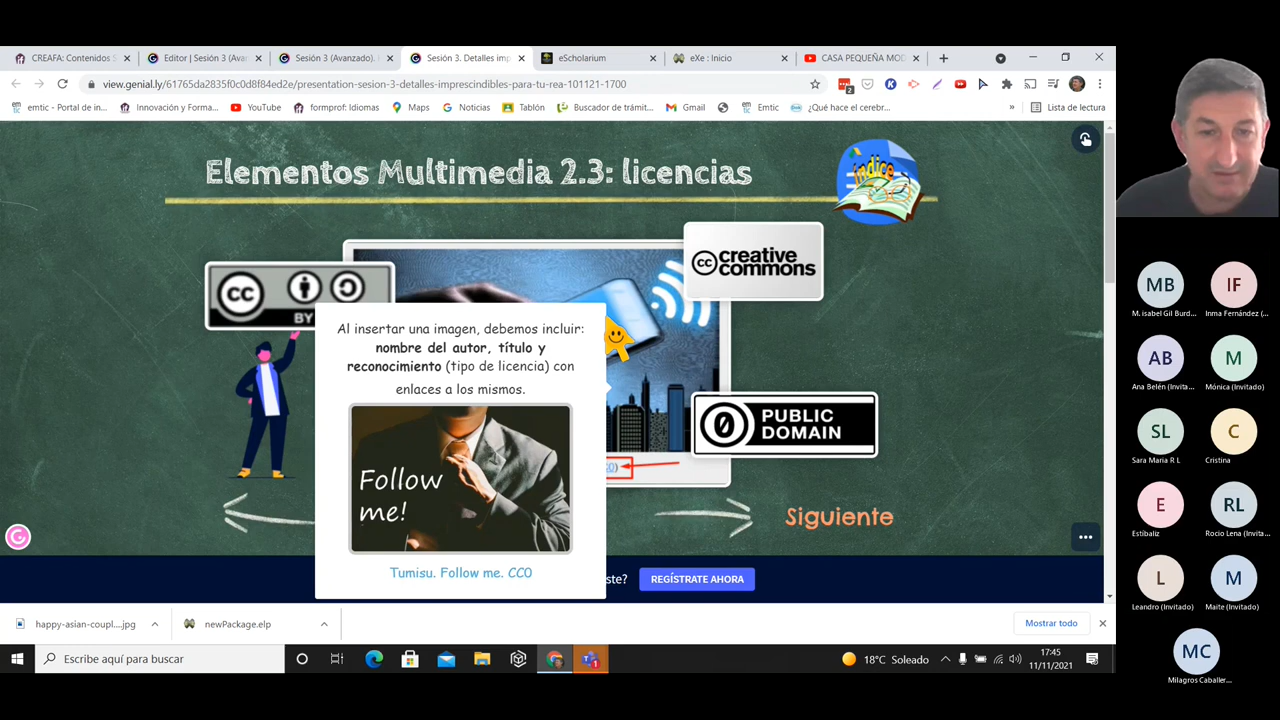 CREAFA: Contenidos S
Editor | Sesión 3 (Avan
Sesión 3 (Avanzado). 
Sesión 3. Detalles imp
eScholarium
eXe : Inicio
CASA PEQUEÑA MOD
view.genial.ly/61765da2835f0c0d8f84ed2e/presentation-sesion-3-detalles-imprescindibles-para-tu-rea-101121-1700
emtic - Portal de in...
Innovación y Forma...
YouTube
formprof: Idiomas
Maps
Noticias
Tablón
Buscador de trámit...
Gmail
Emtic
¿Qué hace el cerebr...
»
Lista de lectura
Elementos Multimedia 2.3: licencias
índice
cc creative
commons
cc
BY
Al insertar una imagen, debemos incluir:
nombre del autor, título y
reconocimiento (tipo de licencia) con
enlaces a los mismos.
PUBLIC
DOMAIN
Follow
me!
Siguiente
Tumisu. Follow me. CC0
este?
REGÍSTRATE AHORA
happy-asian-coupl....jpg
newPackage.elp
Mostrar todo
Escribe aquí para buscar
18°C Soleado
17:45
11/11/2021
MB
IF
M. isabel Gil Burd...
Inma Fernández (...
AB
M
Ana Belén (Invita...
Mónica (Invitado)
SL
C
Sara Maria R L
Cristina
E
RL
Estíbaliz
Rocio Lena (Invita...
L
M
Leandro (Invitado)
Maite (Invitado)
MC
Milagros Caballer...